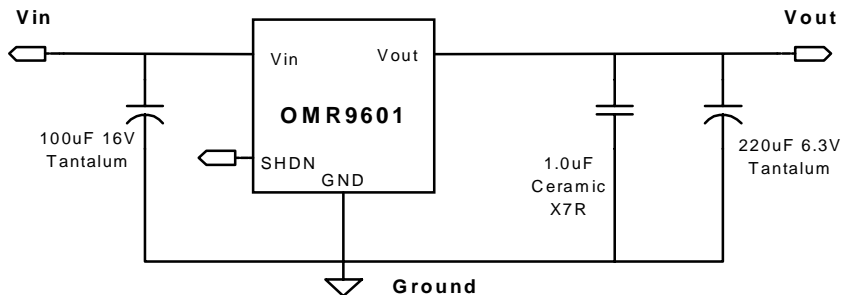 Vin
Vout
Vin
Vout
OMR9601
100uF 16V
Tantalum
SHDN
GND
1.0uF
Ceramic
X7R
220uF 6.3V
Tantalum
Ground